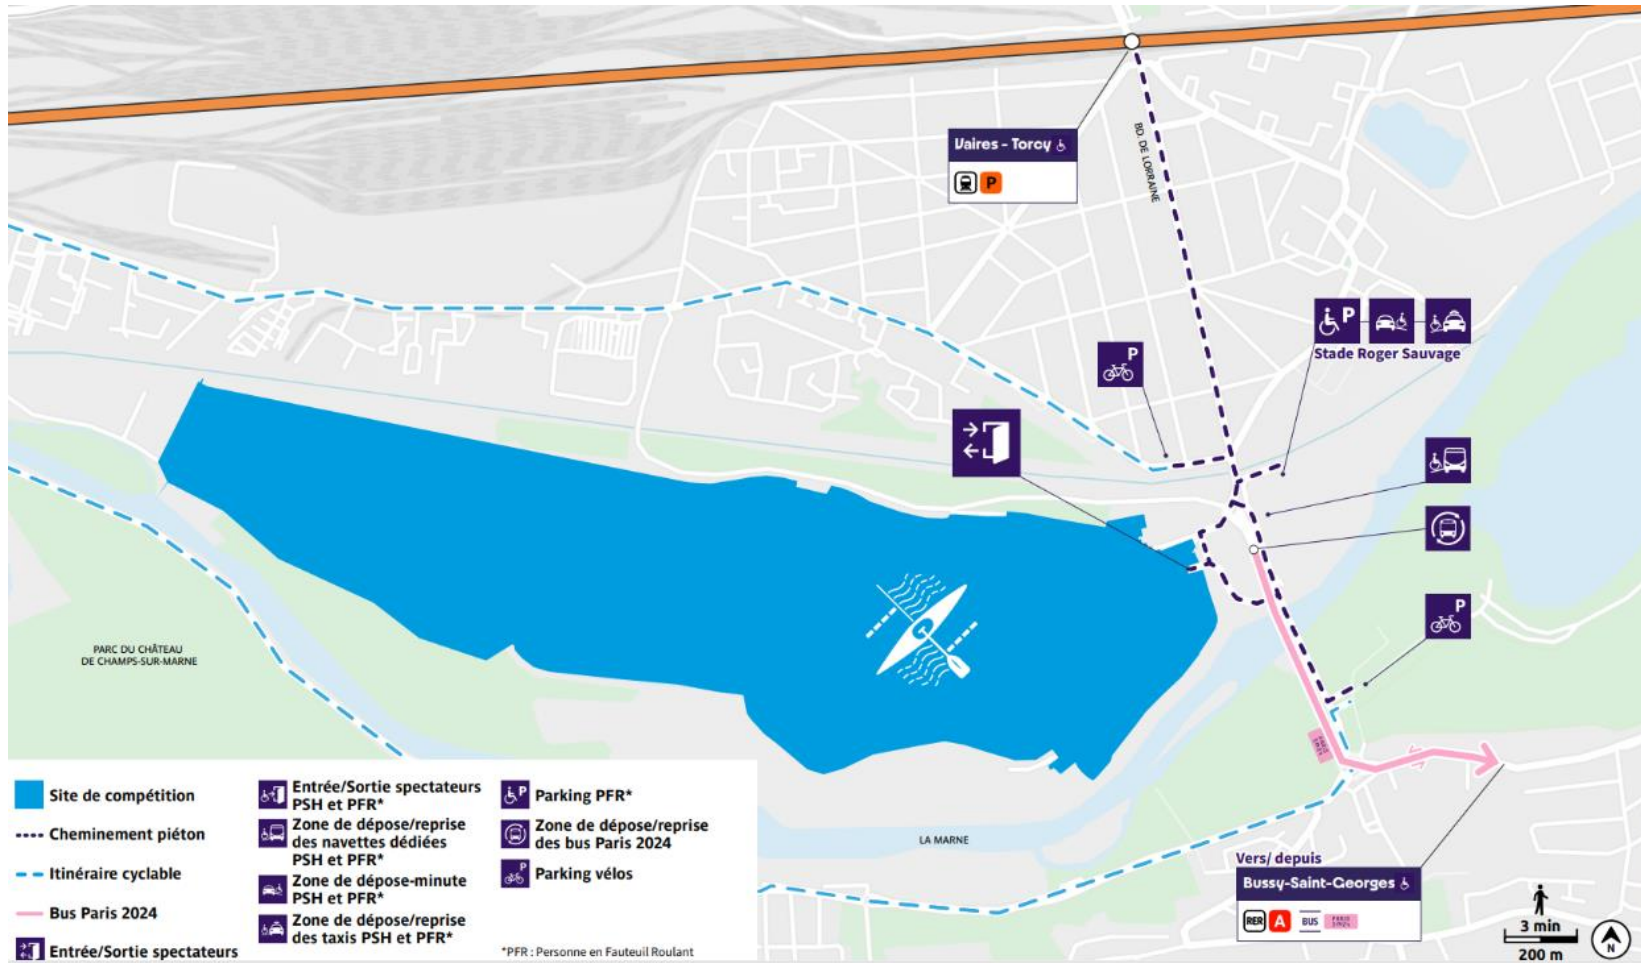 Vaires - Torcy
P
BD. DE LORRAINE
P
Stade Roger Sauvage
P
P
PARC DU CHÂTEAU
DE CHAMPS-SUR-MARNE
LA MARNE
Vers/ depuis
Bussy-Saint-Georges
RER A BUS PARIS 2024
Site de compétition
Cheminement piéton
Itinéraire cyclable
Bus Paris 2024
Entrée/Sortie spectateurs
Entrée/Sortie spectateurs
PSH et PFR*
Zone de dépose/reprise
des navettes dédiées
PSH et PFR*
Zone de dépose-minute
PSH et PFR*
Zone de dépose/reprise
des taxis PSH et PFR*
P Parking PFR*
Zone de dépose/reprise
des bus Paris 2024
P Parking vélos
*PFR : Personne en Fauteuil Roulant
3 min
200 m
N